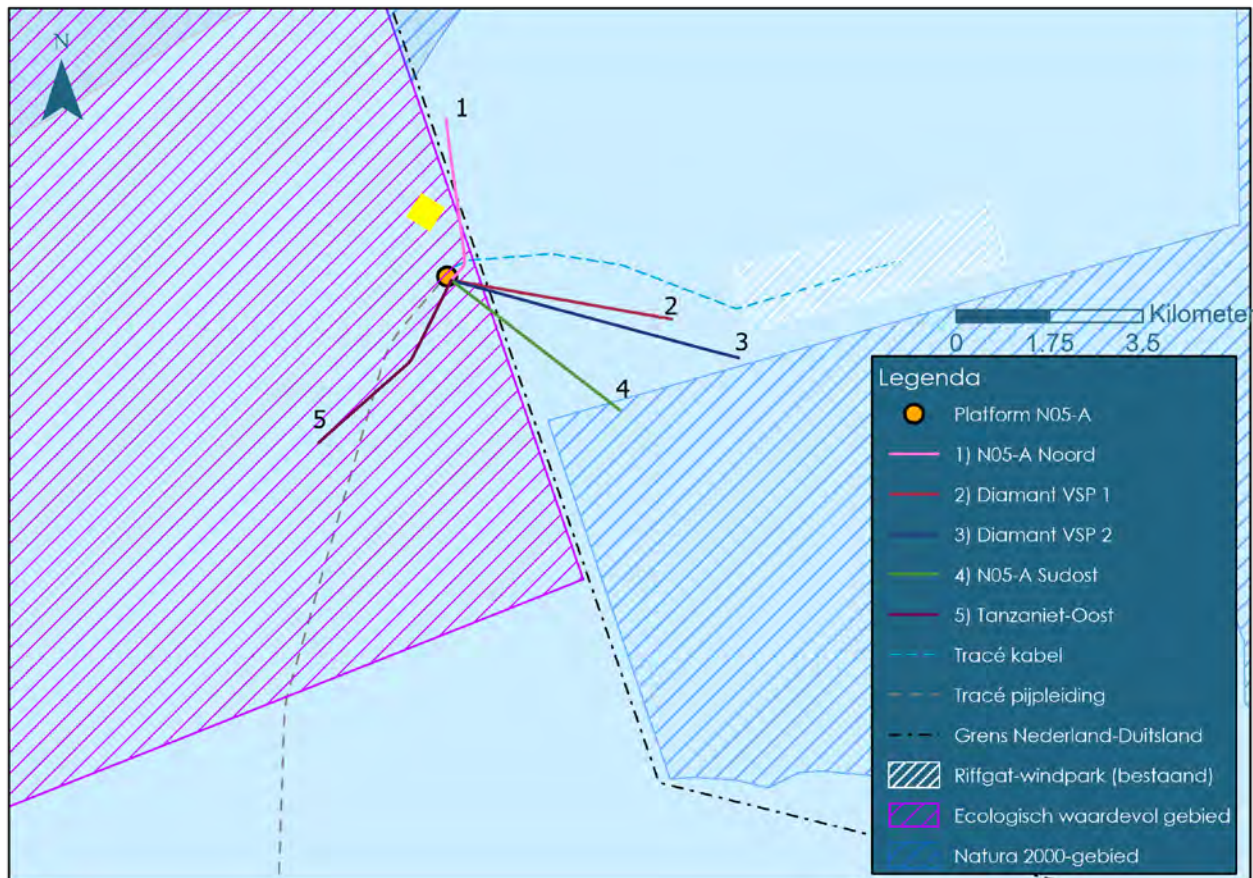 N
1
2
3
4
5
Kilometer
0 1.75 3.5
Legenda
Platform N05-A
1) N05-A Noord
2) Diamant VSP 1
3) Diamant VSP 2
4) N05-A Sudost
5) Tanzaniet-Oost
Tracé kabel
Tracé pijpleiding
Grens Nederland-Duitsland
Riffgat-windpark (bestaand)
Ecologisch waardevol gebied
Natura 2000-gebied